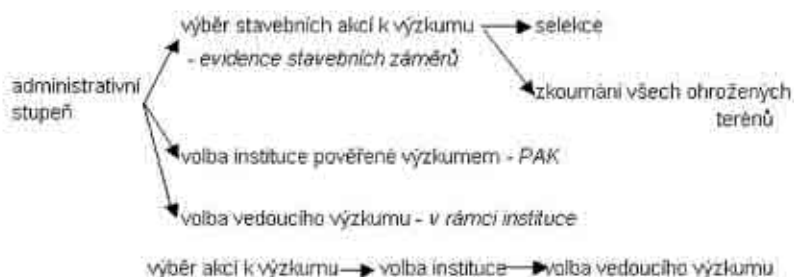 výběr stavebních akcí k výzkumu
selekce
- evidence stavebních záměrů
administrativní
stupeň
zkoumání všech ohrožených
terénů
volba instituce pověřené výzkumem - PAK
volba vedoucího výzkumu - v rámci instituce
výběr akcí k výzkumu volba instituce volba vedoucího výzkumu